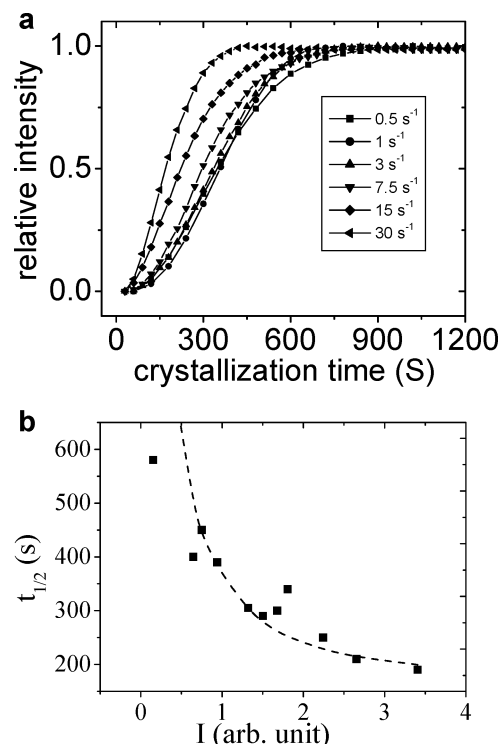 a
relative intensity
1.0
0.5
0.0
0.5 s-1
1 s-1
3 s-1
7.5 s-1
15 s-1
30 s-1
0 300 600 900 1200
crystallization time (S)
b
t1/2 (s)
600
500
400
300
200
0 1 2 3 4
I (arb. unit)